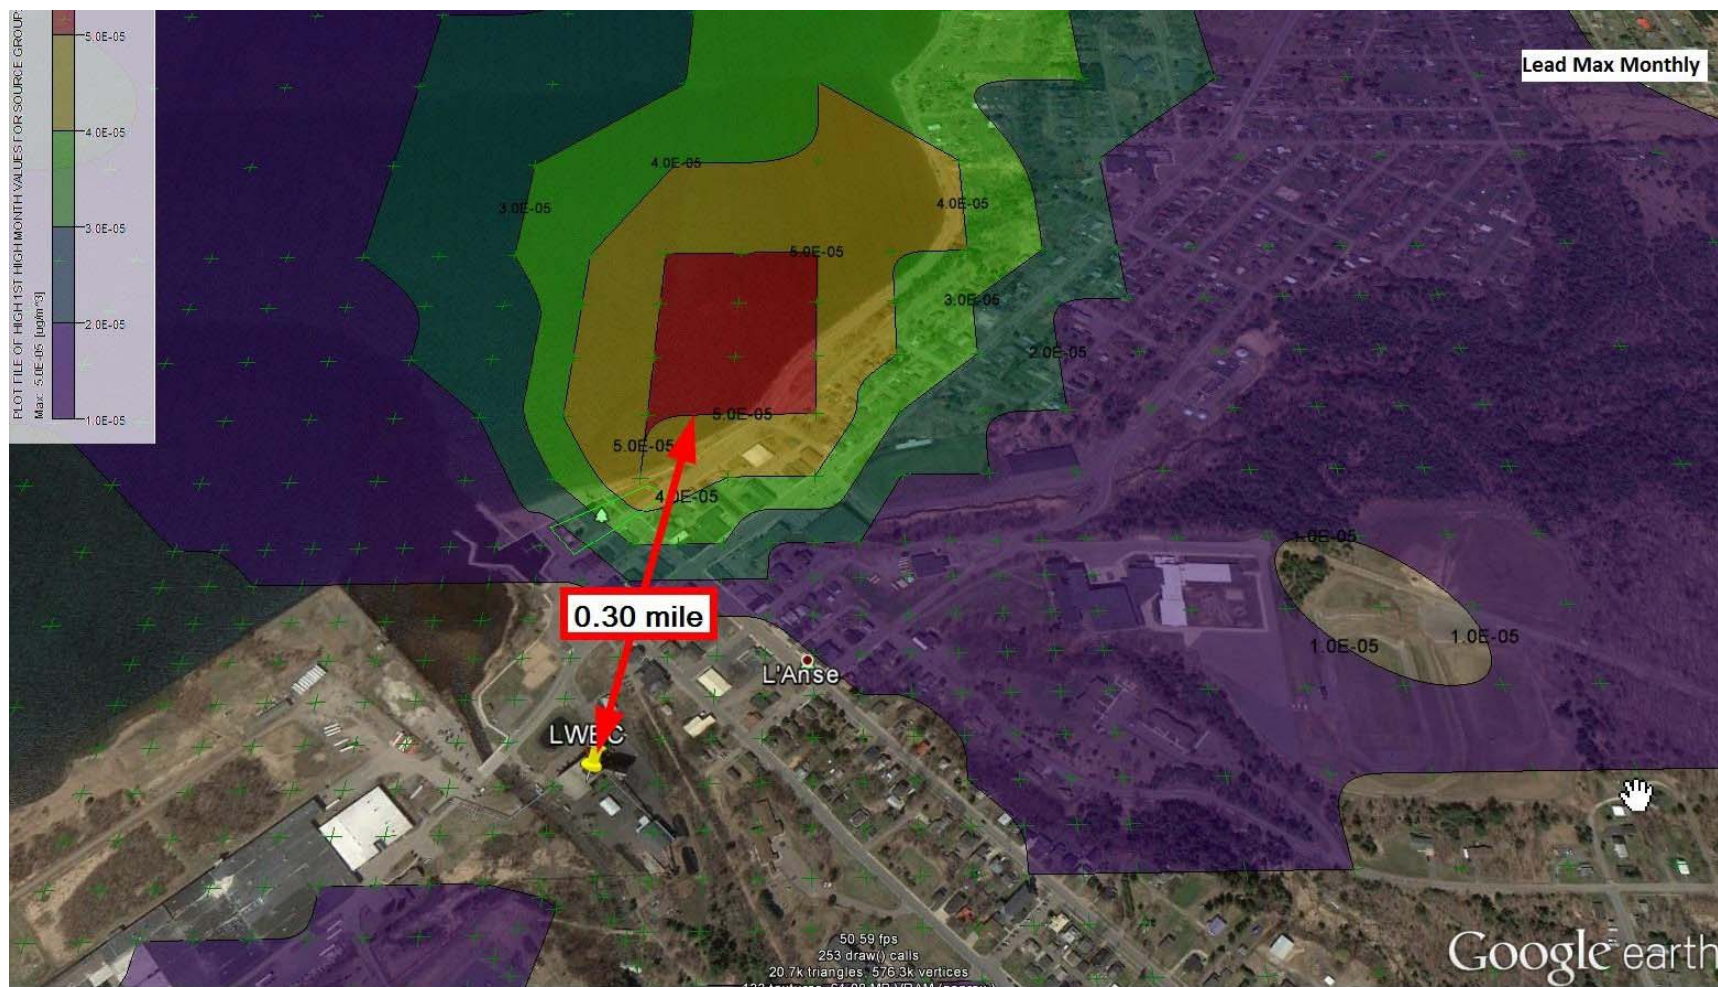 PLOT FILE OF HIGH 1ST HIGH MONTH VALUES FOR SOURCE GROUP:
Max: 5.0E-05 [ug/m^3]
5.0E-05
4.0E-05
3.0E-05
2.0E-05
1.0E-05
Lead Max Monthly
4.0E-05
3.0E-05
4.0E-05
5.0E-05
3.0E-05
2.0E-05
5.0E-05
5.0E-05
4.0E-05
1.0E-05
0.30 mile
1.0E-05
1.0E-05
L'Anse
LWEC
50.59 fps
253 draw() calls
20.7k triangles, 576.3k vertices
Google earth